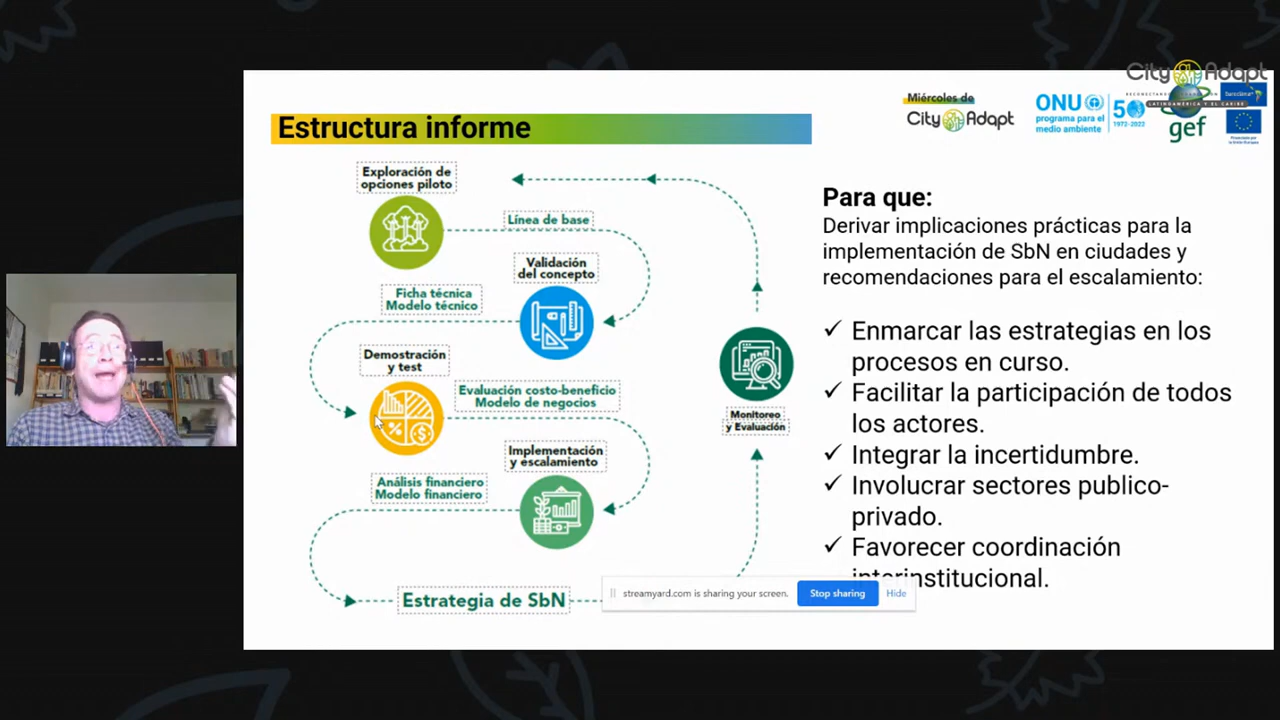 City Adapt
LATINOAMÉRICA Y EL CARIBE
Miércoles de
City Adapt
ONU
programa para el
medio ambiente
50
1972-2022
gef
Estructura informe
Exploración de
opciones piloto
Línea de base
Validación
del concepto
Ficha técnica
Modelo técnico
Demostración
y test
Evaluación costo-beneficio
Modelo de negocios
Implementación
y escalamiento
Análisis financiero
Modelo financiero
Estrategia de SbN
Monitoreo
y Evaluación
Para que:
Derivar implicaciones prácticas para la
implementación de SbN en ciudades y
recomendaciones para el escalamiento:
✓ Enmarcar las estrategias en los
procesos en curso.
✓ Facilitar la participación de todos
los actores.
✓ Integrar la incertidumbre.
✓ Involucrar sectores publico-
privado.
✓ Favorecer coordinación
interinstitucional.
streamyard.com is sharing your screen.
Stop sharing
Hide